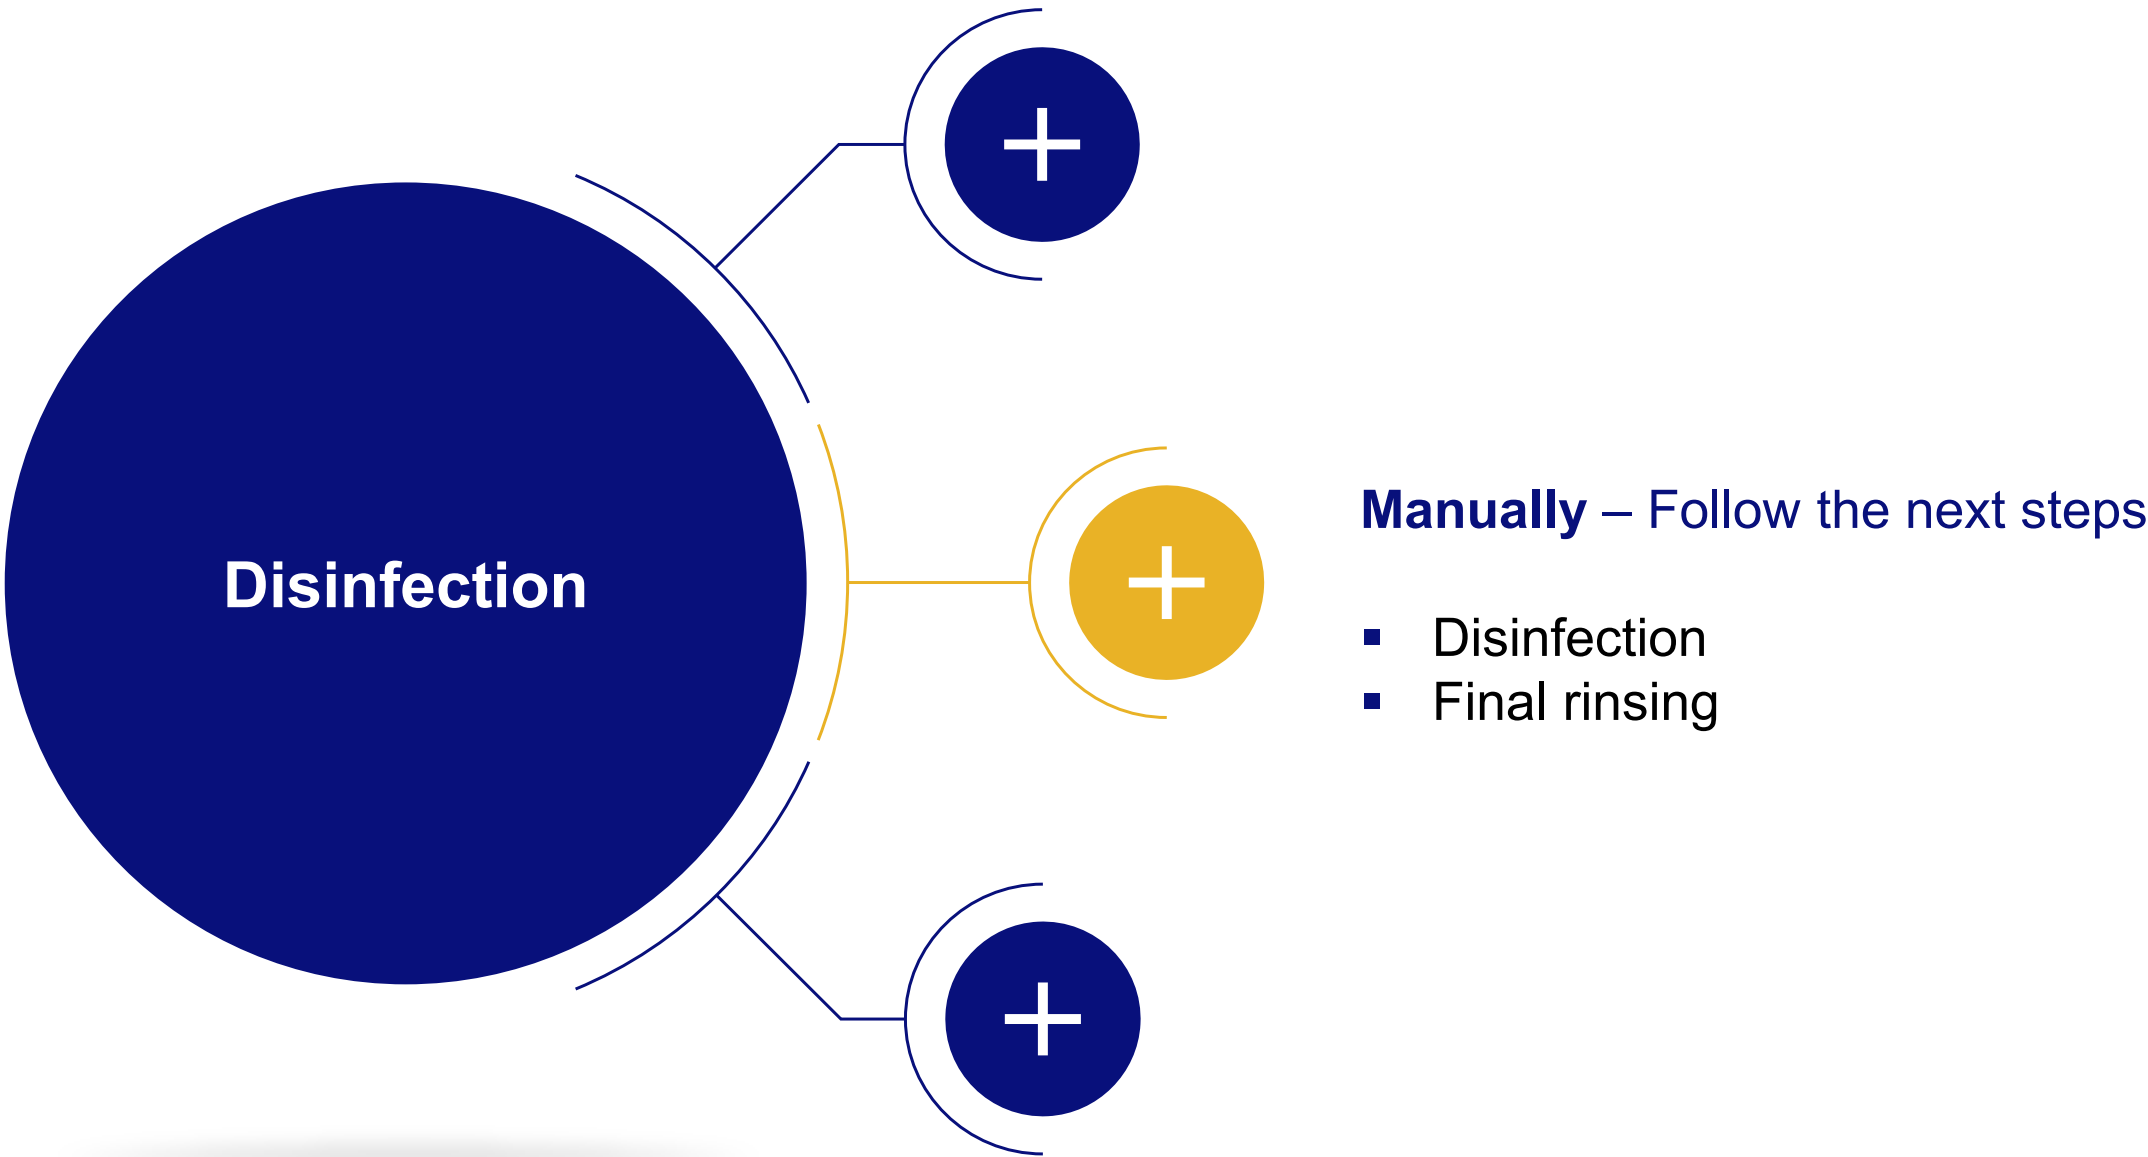 Disinfection
Manually – Follow the next steps
▪ Disinfection
▪ Final rinsing